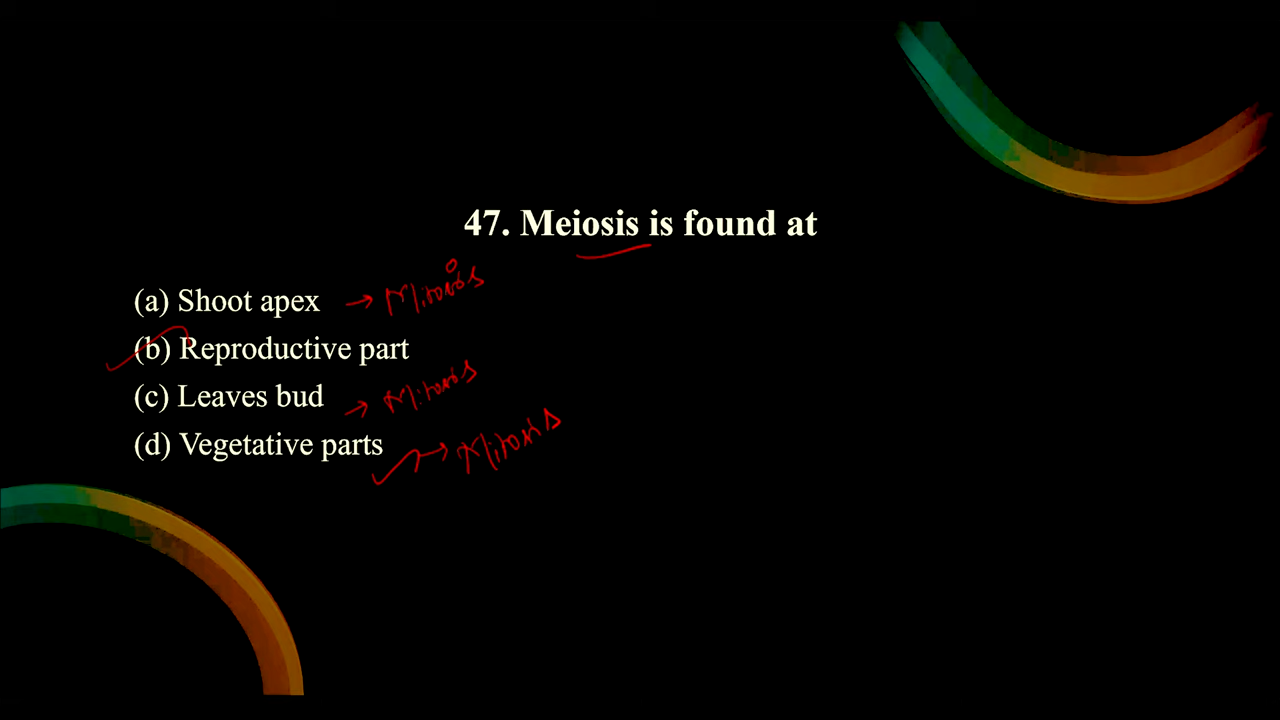 47. Meiosis is found at
(a) Shoot apex → Mitosis
(b) Reproductive part
(c) Leaves bud → Mitosis
(d) Vegetative parts → Mitosis